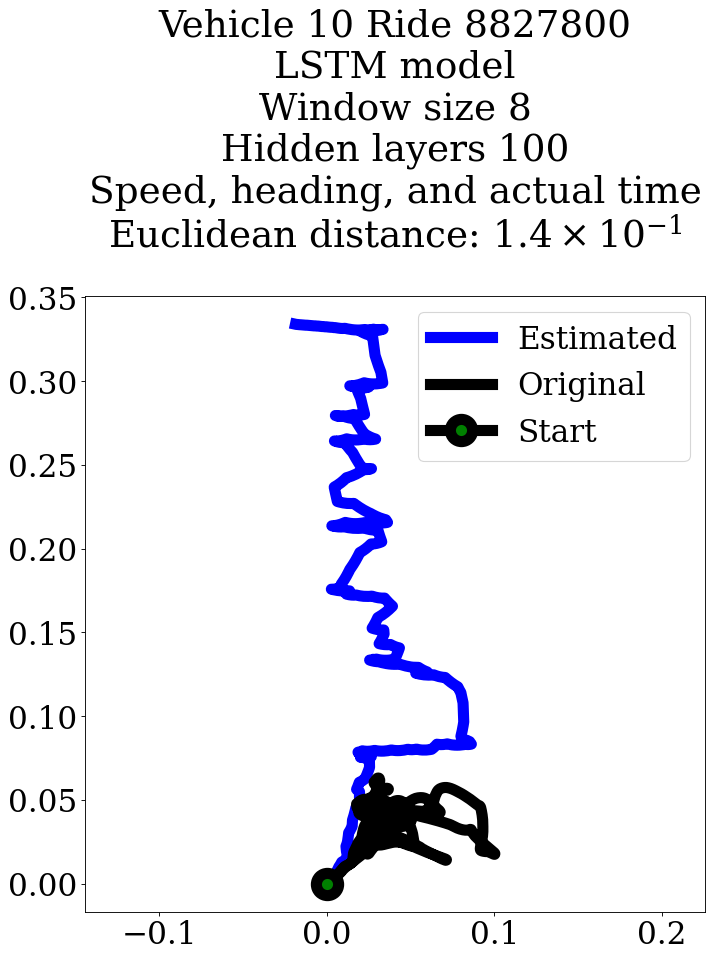 Vehicle 10 Ride 8827800
LSTM model
Window size 8
Hidden layers 100
Speed, heading, and actual time
Euclidean distance: 1.4 × 10⁻¹
0.35
0.30
0.25
0.20
0.15
0.10
0.05
0.00
Estimated
Original
Start
−0.1 0.0 0.1 0.2